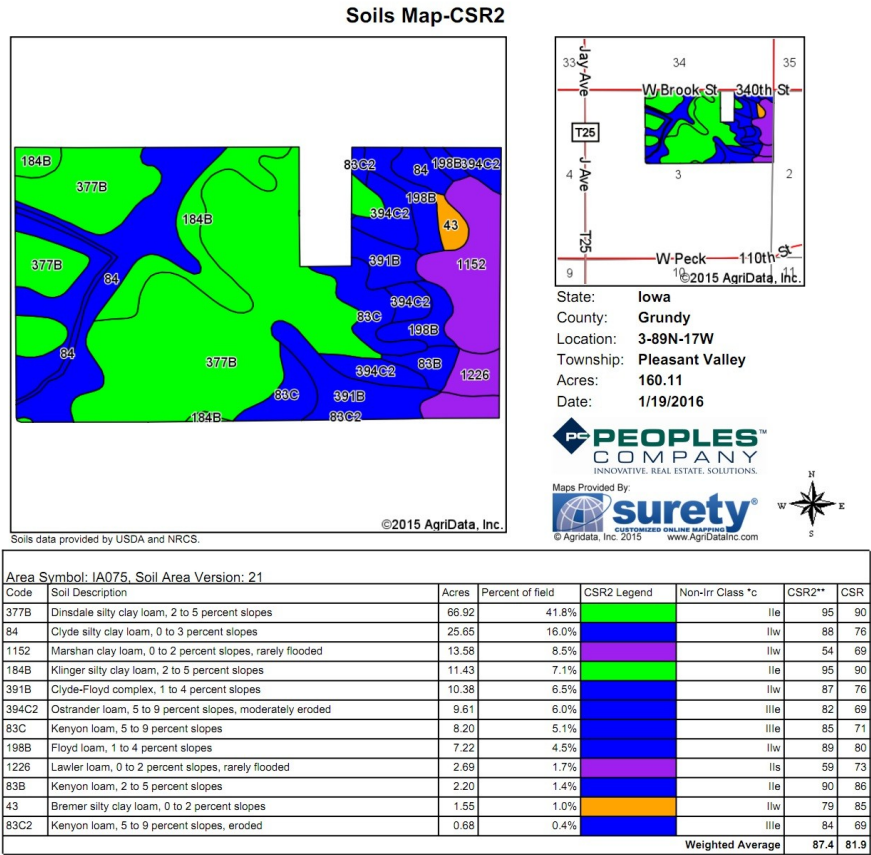 Soils Map-CSR2
184B
377B
184B
377B
84
84
377B
184B
83C2
84
198B
394C2
198B
394C2
43
391B
1152
394C2
83C
198B
394C2
83B
1226
83C
391B
83C2
©2015 AgriData, Inc.
Soils data provided by USDA and NRCS.
33
Jay-Ave
34
35
W Brook St
340th-St
T25
4
J-Ave
3
2
T25
W-Peck
110th-St
9
10
11
©2015 AgriData, Inc.
State: Iowa
County: Grundy
Location: 3-89N-17W
Township: Pleasant Valley
Acres: 160.11
Date: 1/19/2016
PC PEOPLES™
COMPANY
INNOVATIVE. REAL ESTATE. SOLUTIONS.
Maps Provided By:
surety®
CUSTOMIZED ONLINE MAPPING
© Agridata, Inc. 2015 www.AgriDataInc.com
N
W E
S
Area Symbol: IA075, Soil Area Version: 21
Code Soil Description Acres Percent of field CSR2 Legend Non-Irr Class *c CSR2** CSR
377B Dinsdale silty clay loam, 2 to 5 percent slopes 66.92 41.8% IIe 95 90
84 Clyde silty clay loam, 0 to 3 percent slopes 25.65 16.0% IIw 88 76
1152 Marshan clay loam, 0 to 2 percent slopes, rarely flooded 13.58 8.5% IIw 54 69
184B Klinger silty clay loam, 2 to 5 percent slopes 11.43 7.1% IIe 95 90
391B Clyde-Floyd complex, 1 to 4 percent slopes 10.38 6.5% IIw 87 76
394C2 Ostrander loam, 5 to 9 percent slopes, moderately eroded 9.61 6.0% IIIe 82 69
83C Kenyon loam, 5 to 9 percent slopes 8.20 5.1% IIIe 85 71
198B Floyd loam, 1 to 4 percent slopes 7.22 4.5% IIw 89 80
1226 Lawler loam, 0 to 2 percent slopes, rarely flooded 2.69 1.7% IIs 59 73
83B Kenyon loam, 2 to 5 percent slopes 2.20 1.4% IIe 90 86
43 Bremer silty clay loam, 0 to 2 percent slopes 1.55 1.0% IIw 79 85
83C2 Kenyon loam, 5 to 9 percent slopes, eroded 0.68 0.4% IIIe 84 69
Weighted Average 87.4 81.9